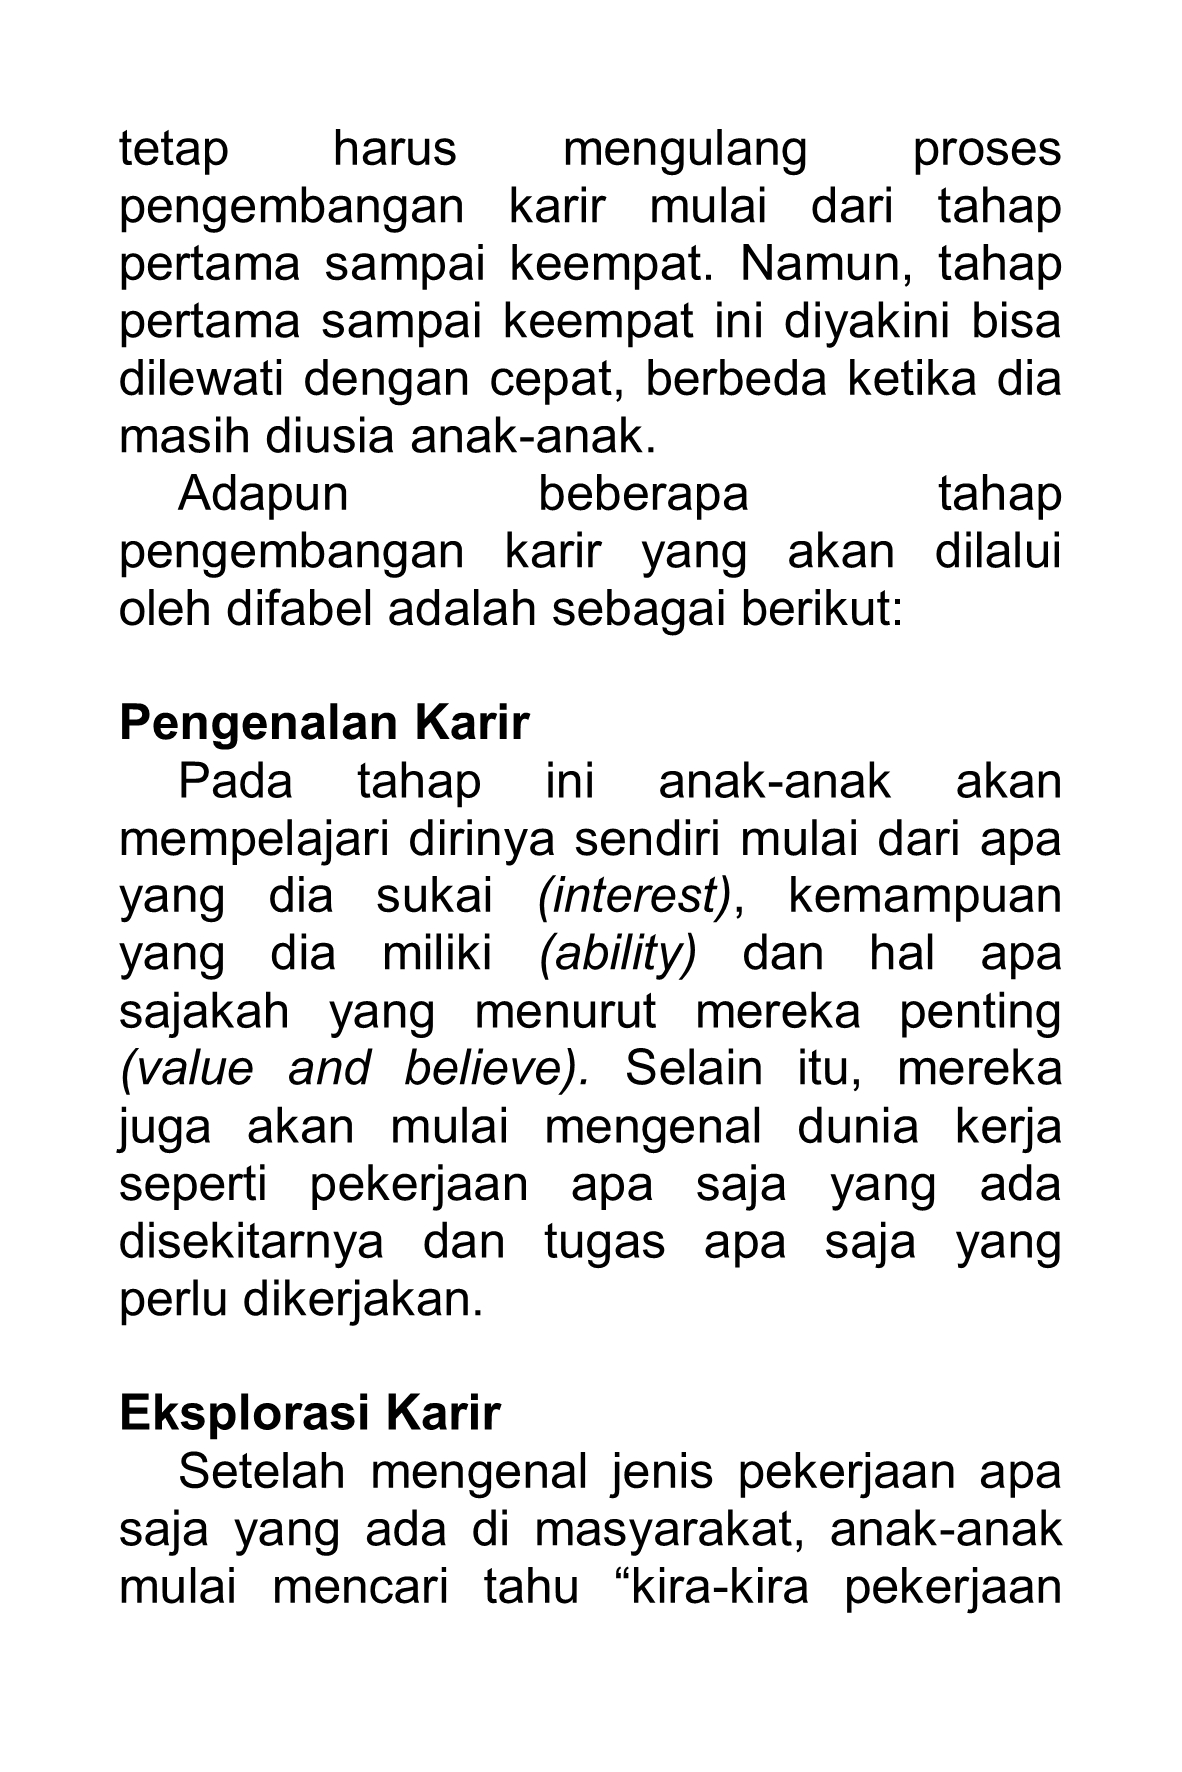 tetap harus mengulang proses
pengembangan karir mulai dari tahap
pertama sampai keempat. Namun, tahap
pertama sampai keempat ini diyakini bisa
dilewati dengan cepat, berbeda ketika dia
masih diusia anak-anak.
Adapun beberapa tahap
pengembangan karir yang akan dilalui
oleh difabel adalah sebagai berikut:
Pengenalan Karir
Pada tahap ini anak-anak akan
mempelajari dirinya sendiri mulai dari apa
yang dia sukai (interest), kemampuan
yang dia miliki (ability) dan hal apa
sajakah yang menurut mereka penting
(value and believe). Selain itu, mereka
juga akan mulai mengenal dunia kerja
seperti pekerjaan apa saja yang ada
disekitarnya dan tugas apa saja yang
perlu dikerjakan.
Eksplorasi Karir
Setelah mengenal jenis pekerjaan apa
saja yang ada di masyarakat, anak-anak
mulai mencari tahu “kira-kira pekerjaan